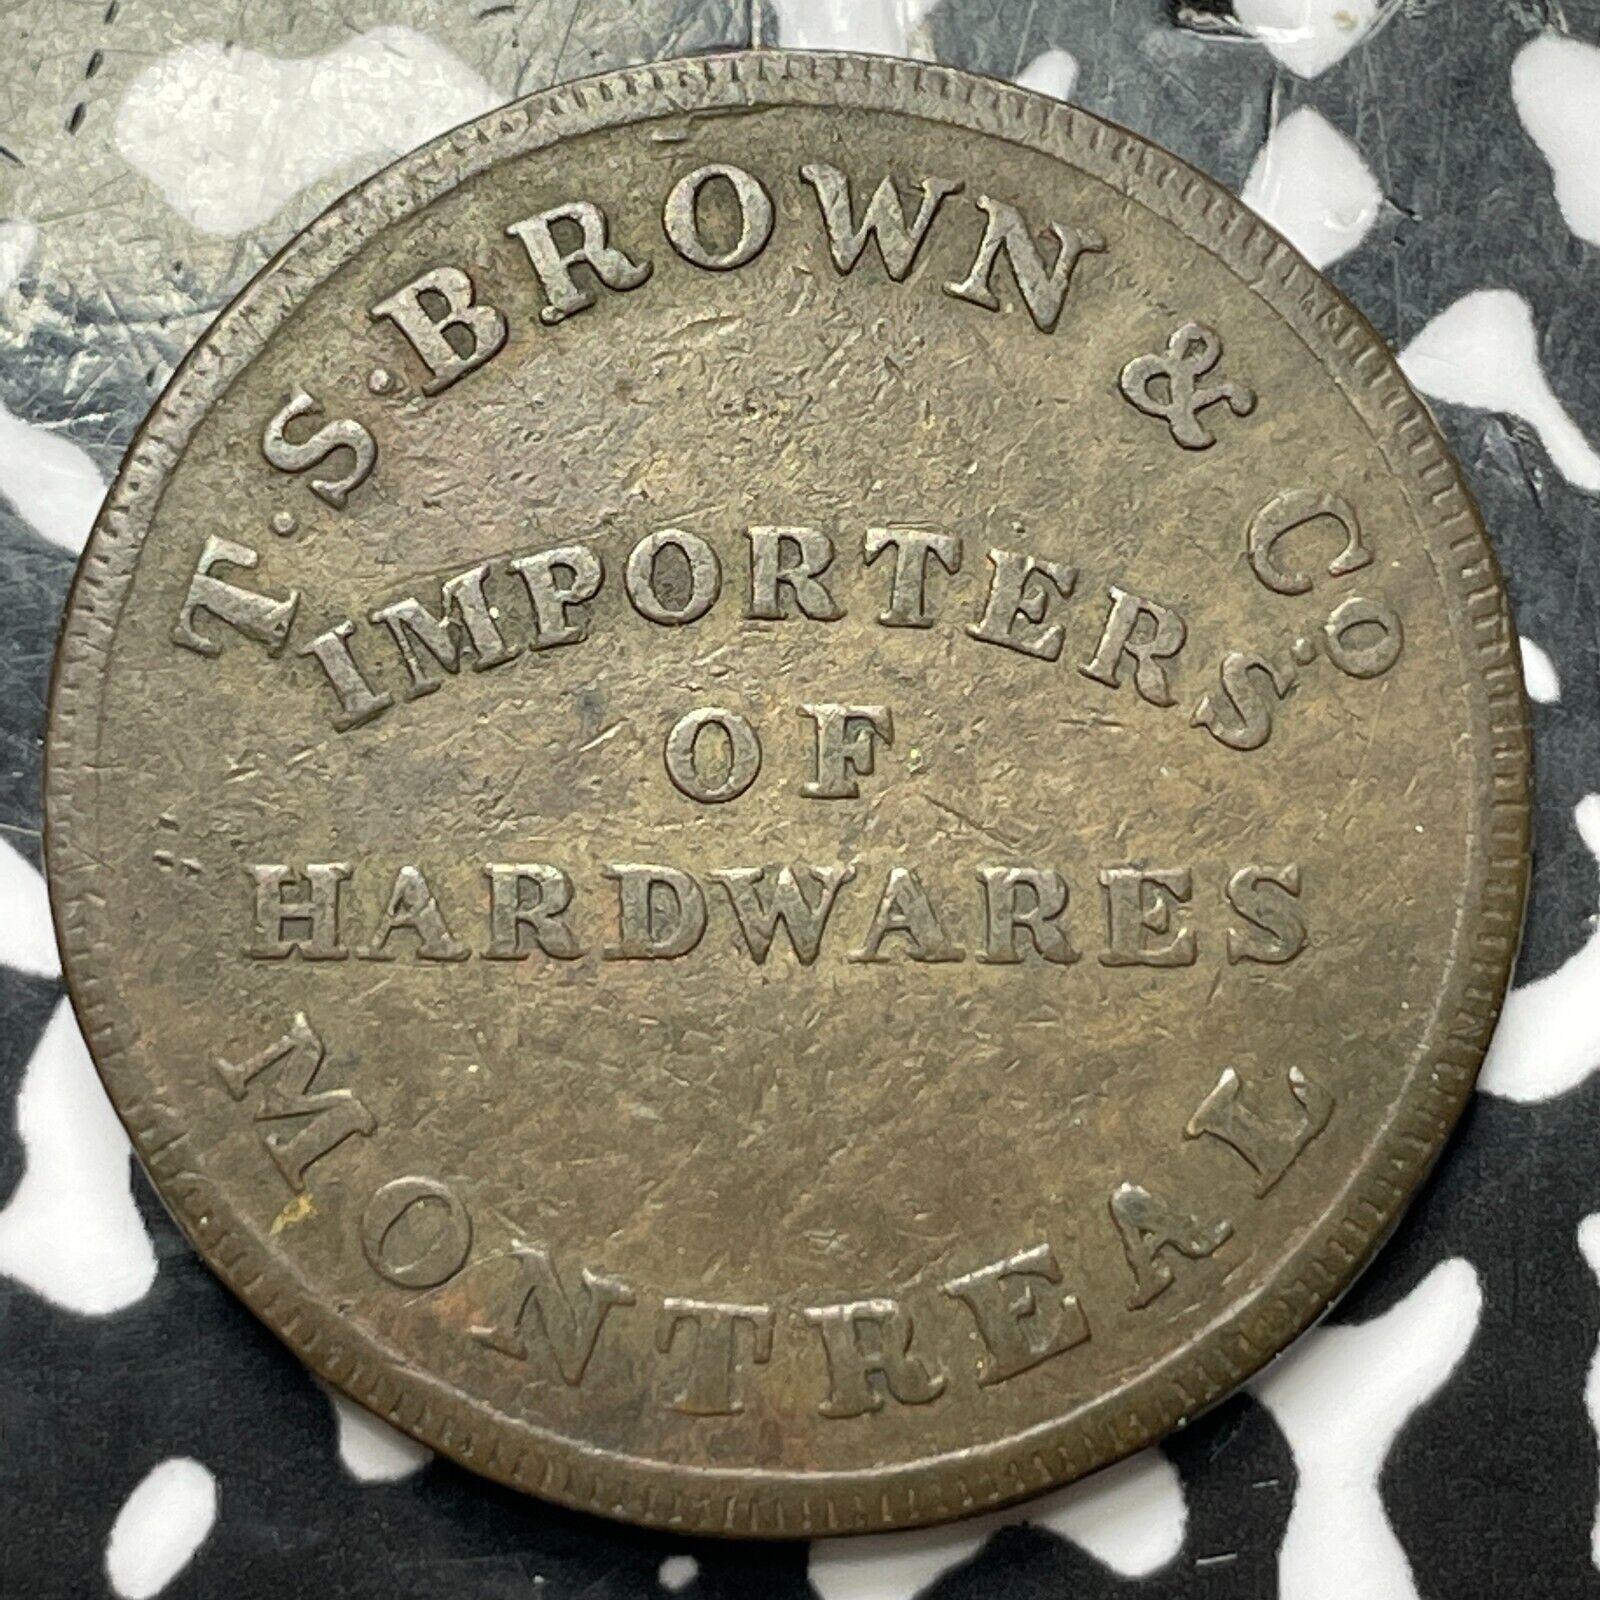 T·S·BROWN & Cº.
IMPORTERS
OF
HARDWARES
MONTREAL